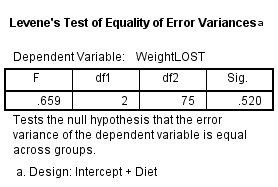 Levene's Test of Equality of Error Variancesa
Dependent Variable: WeightLOST
F df1 df2 Sig.
.659 2 75 .520
Tests the null hypothesis that the error
variance of the dependent variable is equal
across groups.
a. Design: Intercept + Diet